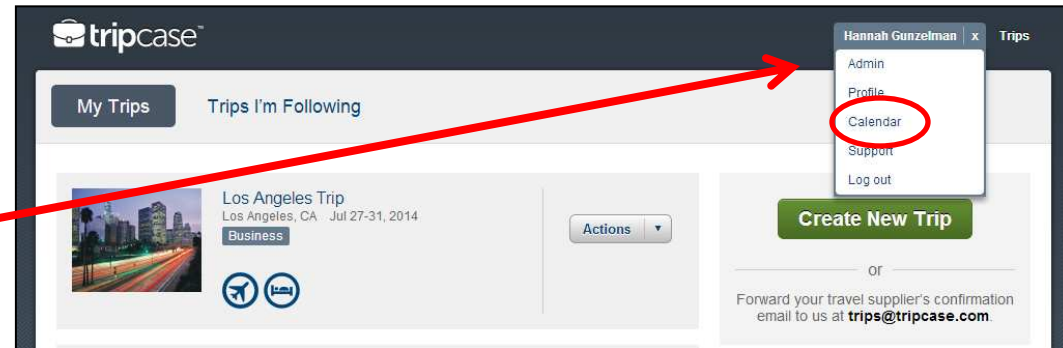 tripcase™
Hannah Gunzelman x Trips
Admin
Profile
Calendar
Support
Log out
My Trips Trips I'm Following
Los Angeles Trip
Los Angeles, CA Jul 27-31, 2014
Business
Actions
Create New Trip
or
Forward your travel supplier's confirmation
email to us at trips@tripcase.com.